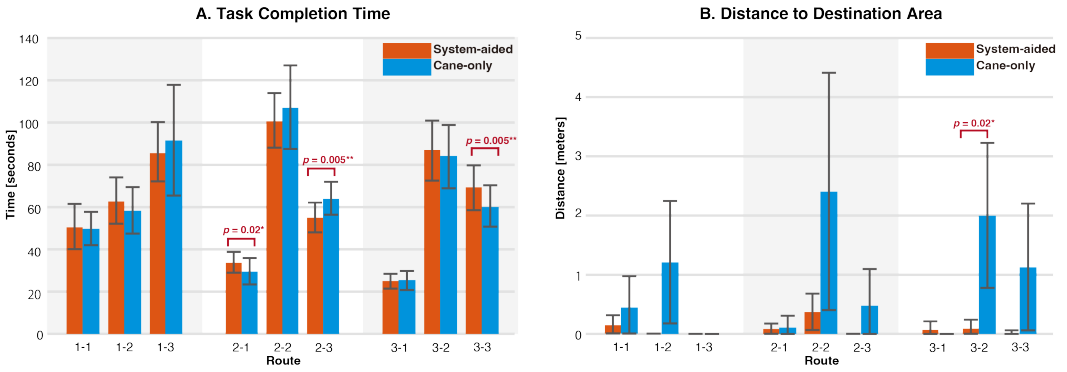 A. Task Completion Time
140
120
100
80
60
40
20
0
Time [seconds]
System-aided
Cane-only
p = 0.02*
p = 0.005**
p = 0.005**
1-1
1-2
1-3
2-1
2-2
2-3
3-1
3-2
3-3
Route
B. Distance to Destination Area
5
4
3
2
1
0
Distance [meters]
System-aided
Cane-only
p = 0.02*
1-1
1-2
1-3
2-1
2-2
2-3
3-1
3-2
3-3
Route